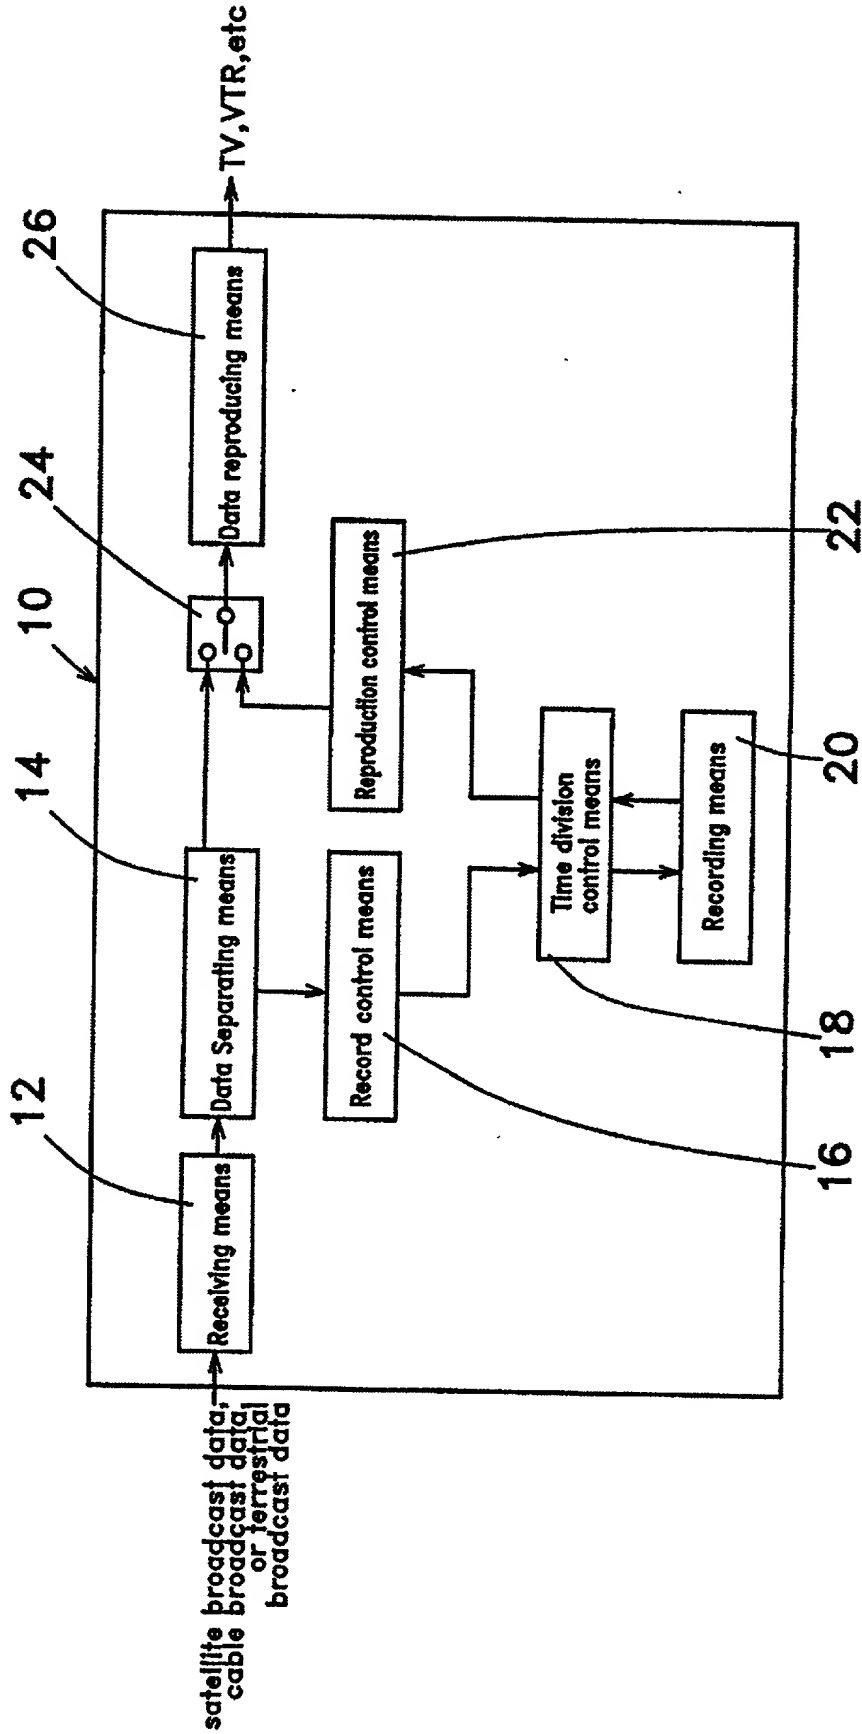 10
12
14
24
26
satellite broadcast data,
cable broadcast data,
or terrestrial
broadcast data
Receiving means
Data Separating means
Data reproducing means
TV,VTR,etc
Record control means
Reproduction control means
Time division
control means
Recording means
16
18
20
22